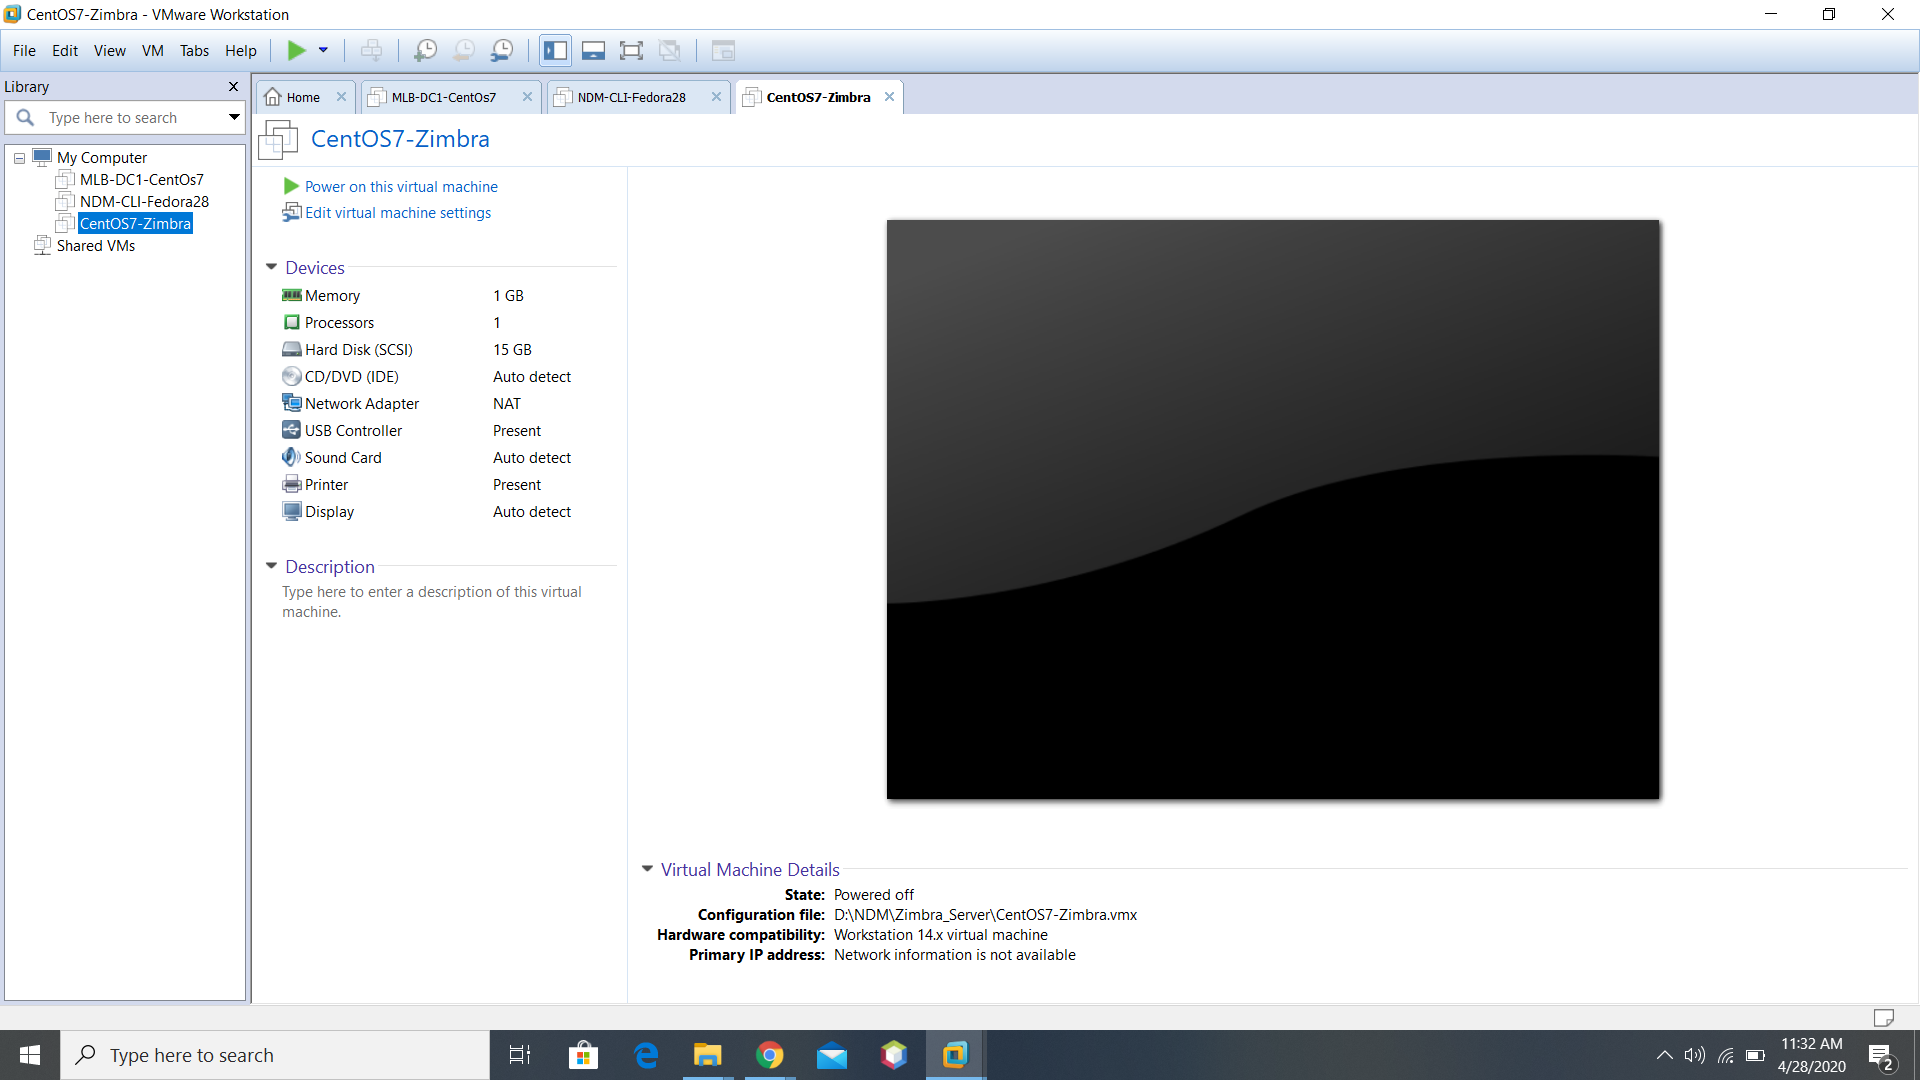 CentOS7-Zimbra - VMware Workstation
File Edit View VM Tabs Help
Library x
Type here to search
My Computer
MLB-DC1-CentOs7
NDM-CLI-Fedora28
CentOS7-Zimbra
Shared VMs
Home MLB-DC1-CentOs7 NDM-CLI-Fedora28 CentOS7-Zimbra
CentOS7-Zimbra
Power on this virtual machine
Edit virtual machine settings
Devices
Memory 1 GB
Processors 1
Hard Disk (SCSI) 15 GB
CD/DVD (IDE) Auto detect
Network Adapter NAT
USB Controller Present
Sound Card Auto detect
Printer Present
Display Auto detect
Description
Type here to enter a description of this virtual
machine.
Virtual Machine Details
State: Powered off
Configuration file: D:\NDM\Zimbra_Server\CentOS7-Zimbra.vmx
Hardware compatibility: Workstation 14.x virtual machine
Primary IP address: Network information is not available
Type here to search
11:32 AM
4/28/2020
2